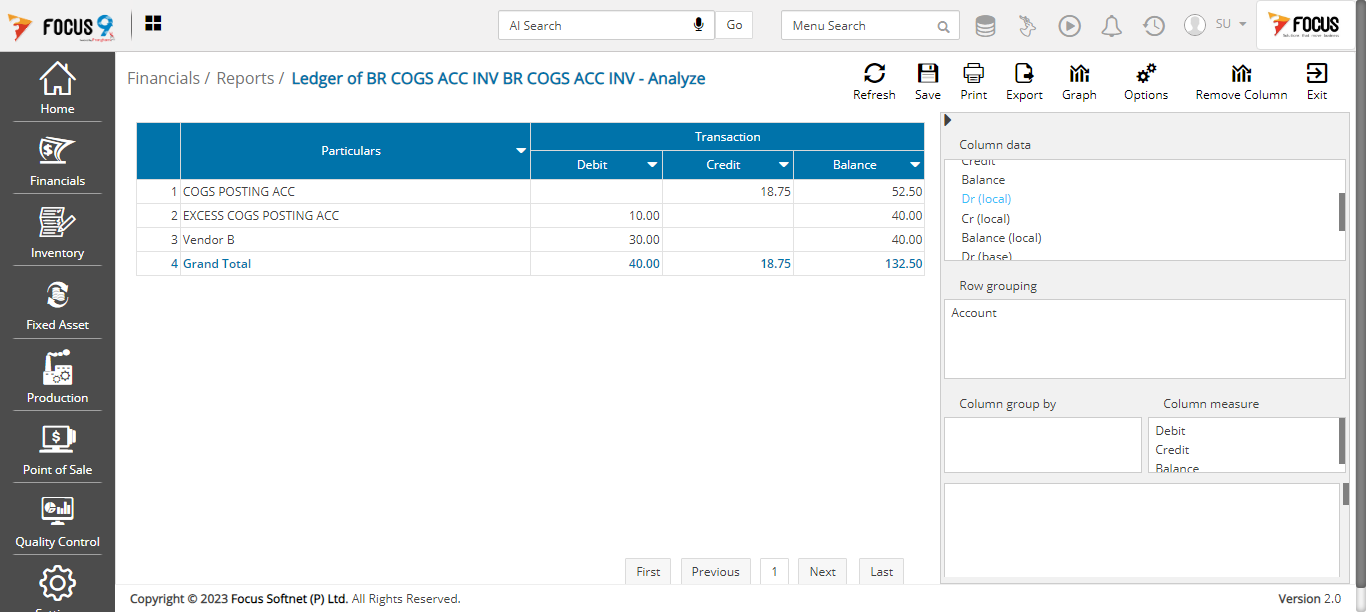 FOCUS 9
AI Search
Go
Menu Search
SU
FOCUS
Home
Financials
Inventory
Fixed Asset
Production
Point of Sale
Quality Control
Financials / Reports / Ledger of BR COGS ACC INV BR COGS ACC INV - Analyze
Refresh
Save
Print
Export
Graph
Options
Remove Column
Exit
Particulars
Transaction
Debit
Credit
Balance
1 COGS POSTING ACC 18.75 52.50
2 EXCESS COGS POSTING ACC 10.00 40.00
3 Vendor B 30.00 40.00
4 Grand Total 40.00 18.75 132.50
Column data
Credit
Balance
Dr (local)
Cr (local)
Balance (local)
Dr (base)
Row grouping
Account
Column group by
Column measure
Debit
Credit
Balance
First
Previous
1
Next
Last
Copyright © 2023 Focus Softnet (P) Ltd. All Rights Reserved.
Version 2.0